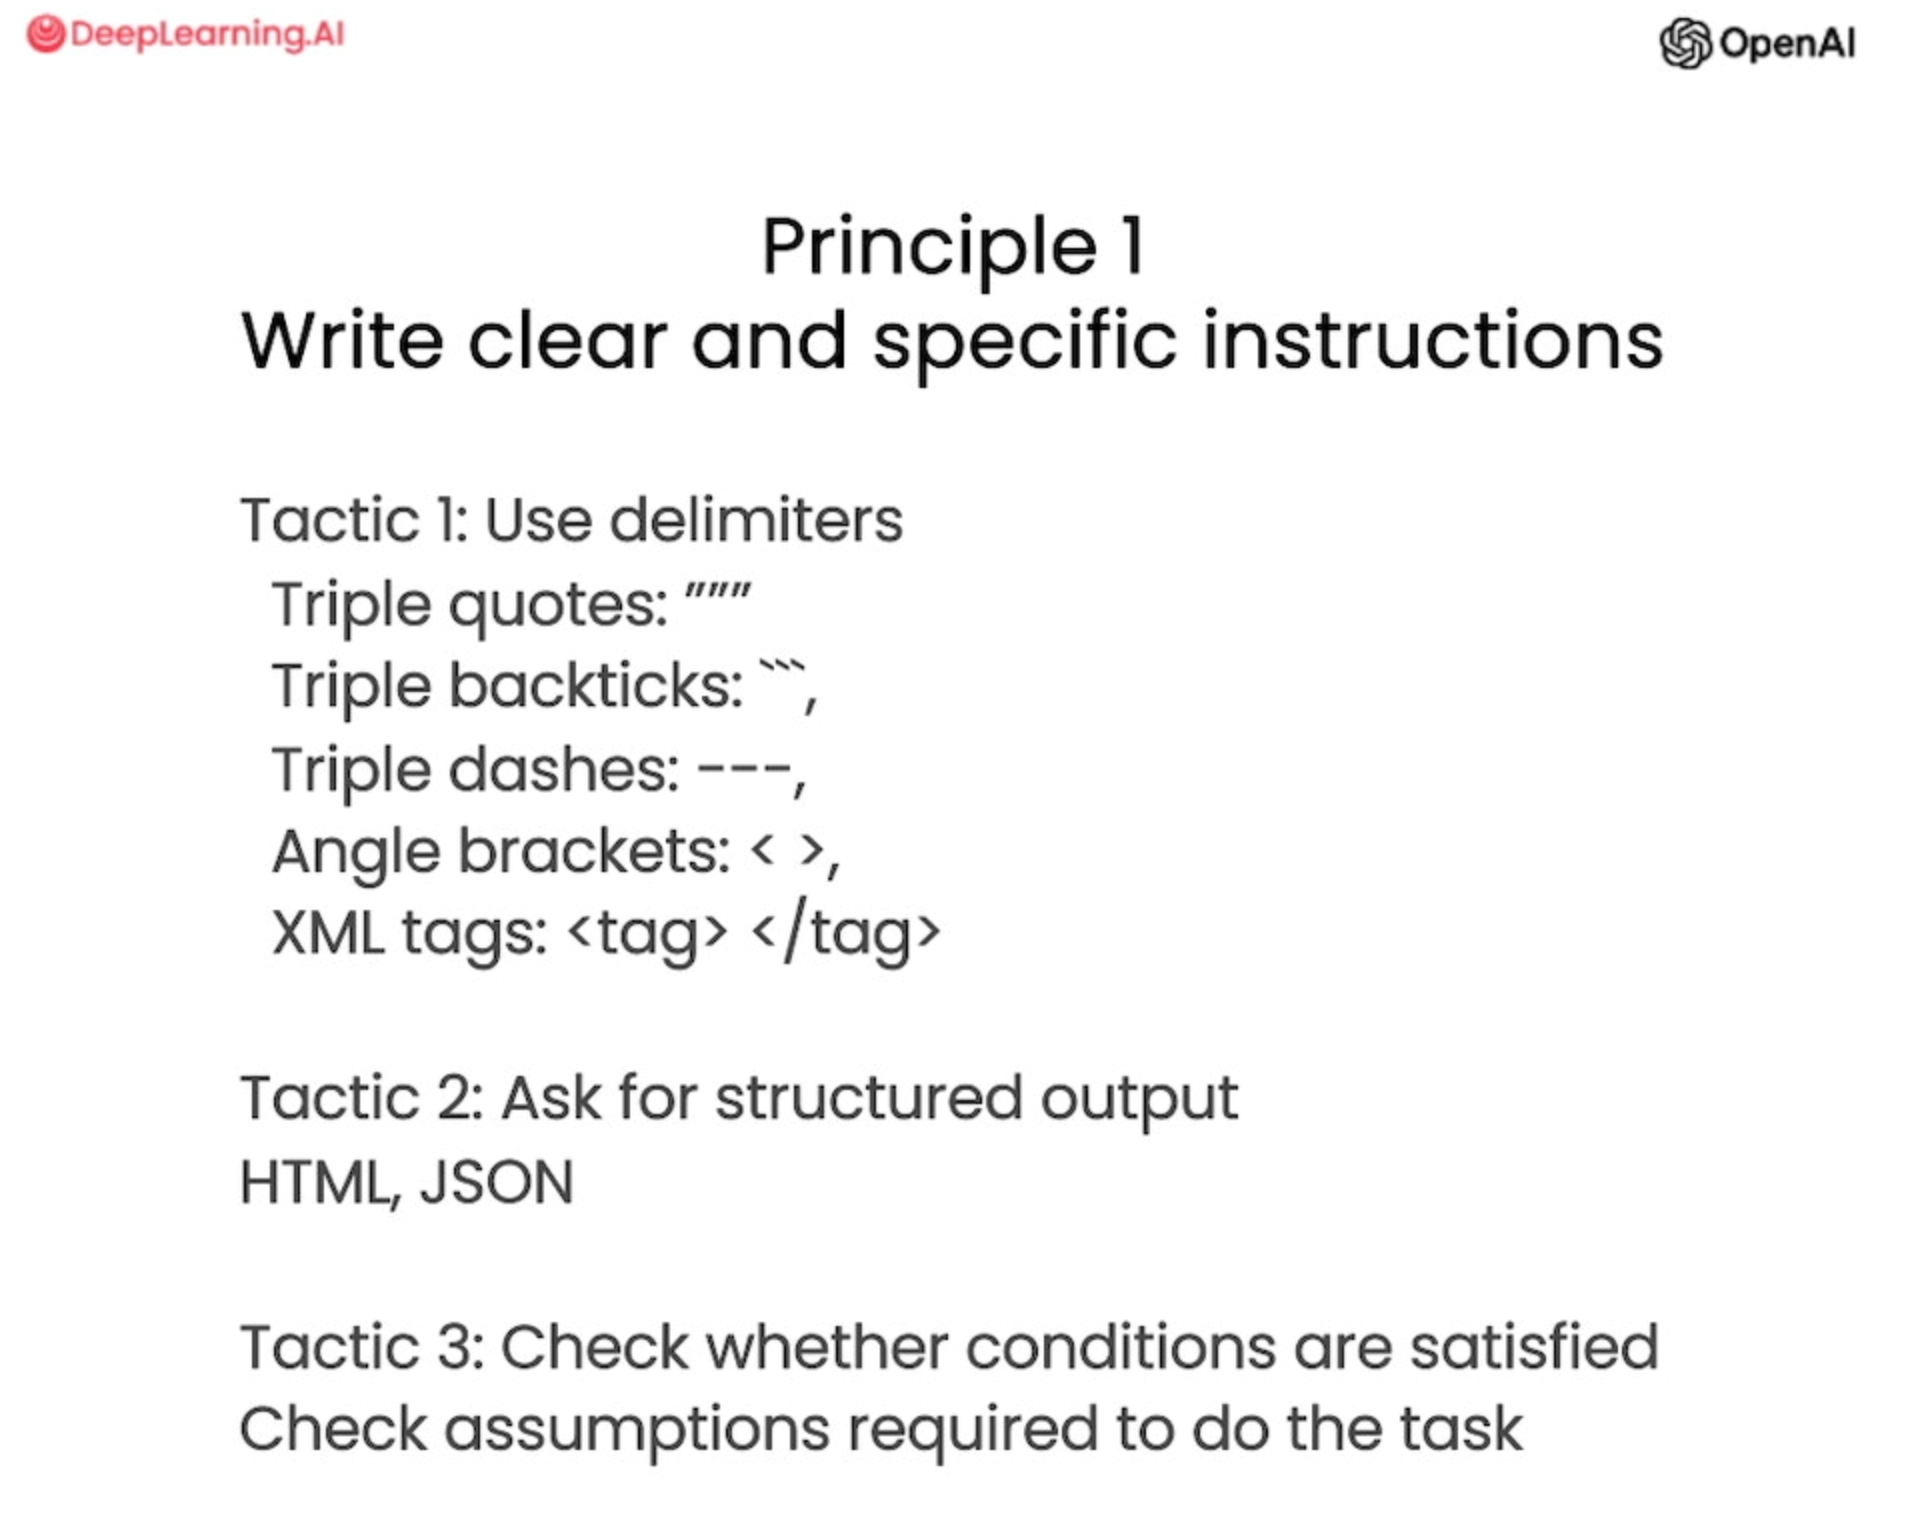 DeepLearning.AI
OpenAI
Principle 1
Write clear and specific instructions
Tactic 1: Use delimiters
Triple quotes: """
Triple backticks: ```,
Triple dashes: ---,
Angle brackets: < >,
XML tags: <tag> </tag>
Tactic 2: Ask for structured output
HTML, JSON
Tactic 3: Check whether conditions are satisfied
Check assumptions required to do the task